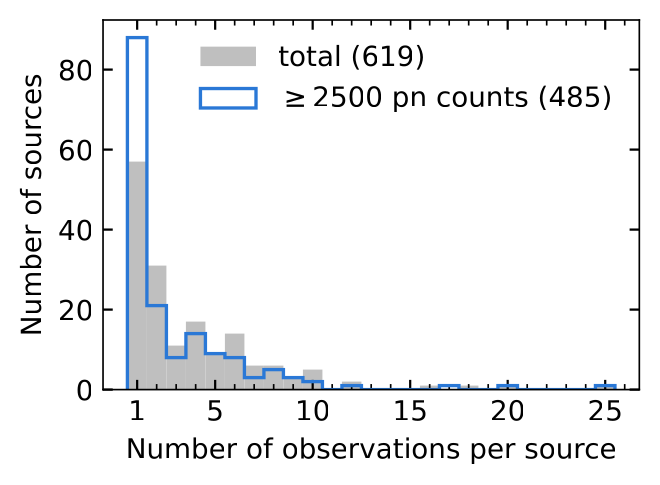 total (619)
≥ 2500 pn counts (485)
Number of sources
80
60
40
20
0
1 5 10 15 20 25
Number of observations per source